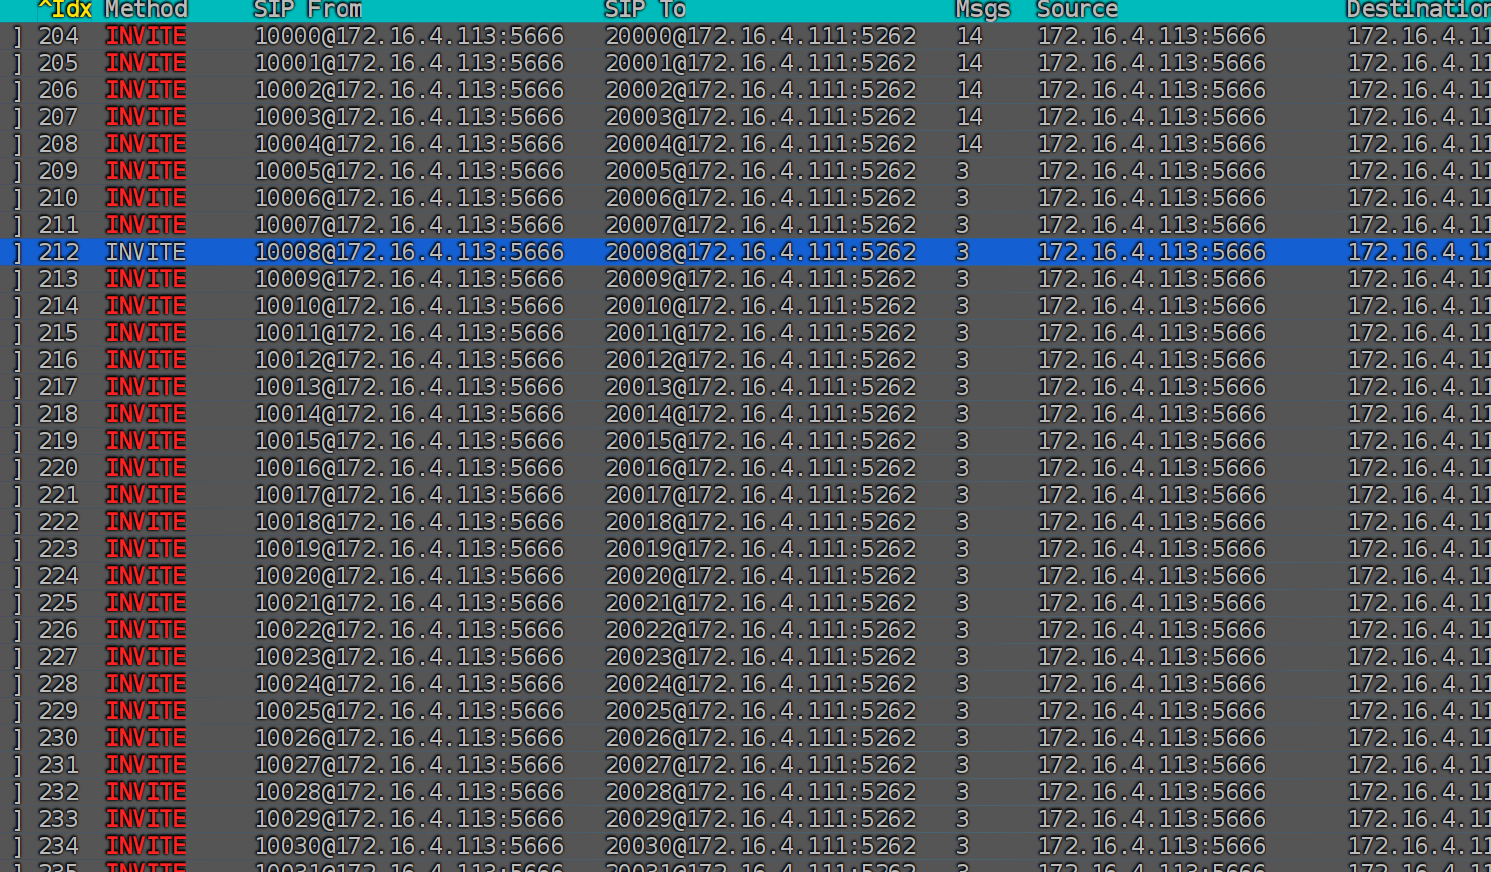 ^Idx Method SIP From SIP To Msgs Source Destination
] 204 INVITE 10000@172.16.4.113:5666 20000@172.16.4.111:5262 14 172.16.4.113:5666 172.16.4.11
] 205 INVITE 10001@172.16.4.113:5666 20001@172.16.4.111:5262 14 172.16.4.113:5666 172.16.4.11
] 206 INVITE 10002@172.16.4.113:5666 20002@172.16.4.111:5262 14 172.16.4.113:5666 172.16.4.11
] 207 INVITE 10003@172.16.4.113:5666 20003@172.16.4.111:5262 14 172.16.4.113:5666 172.16.4.11
] 208 INVITE 10004@172.16.4.113:5666 20004@172.16.4.111:5262 14 172.16.4.113:5666 172.16.4.11
] 209 INVITE 10005@172.16.4.113:5666 20005@172.16.4.111:5262 3 172.16.4.113:5666 172.16.4.11
] 210 INVITE 10006@172.16.4.113:5666 20006@172.16.4.111:5262 3 172.16.4.113:5666 172.16.4.11
] 211 INVITE 10007@172.16.4.113:5666 20007@172.16.4.111:5262 3 172.16.4.113:5666 172.16.4.11
] 212 INVITE 10008@172.16.4.113:5666 20008@172.16.4.111:5262 3 172.16.4.113:5666 172.16.4.11
] 213 INVITE 10009@172.16.4.113:5666 20009@172.16.4.111:5262 3 172.16.4.113:5666 172.16.4.11
] 214 INVITE 10010@172.16.4.113:5666 20010@172.16.4.111:5262 3 172.16.4.113:5666 172.16.4.11
] 215 INVITE 10011@172.16.4.113:5666 20011@172.16.4.111:5262 3 172.16.4.113:5666 172.16.4.11
] 216 INVITE 10012@172.16.4.113:5666 20012@172.16.4.111:5262 3 172.16.4.113:5666 172.16.4.11
] 217 INVITE 10013@172.16.4.113:5666 20013@172.16.4.111:5262 3 172.16.4.113:5666 172.16.4.11
] 218 INVITE 10014@172.16.4.113:5666 20014@172.16.4.111:5262 3 172.16.4.113:5666 172.16.4.11
] 219 INVITE 10015@172.16.4.113:5666 20015@172.16.4.111:5262 3 172.16.4.113:5666 172.16.4.11
] 220 INVITE 10016@172.16.4.113:5666 20016@172.16.4.111:5262 3 172.16.4.113:5666 172.16.4.11
] 221 INVITE 10017@172.16.4.113:5666 20017@172.16.4.111:5262 3 172.16.4.113:5666 172.16.4.11
] 222 INVITE 10018@172.16.4.113:5666 20018@172.16.4.111:5262 3 172.16.4.113:5666 172.16.4.11
] 223 INVITE 10019@172.16.4.113:5666 20019@172.16.4.111:5262 3 172.16.4.113:5666 172.16.4.11
] 224 INVITE 10020@172.16.4.113:5666 20020@172.16.4.111:5262 3 172.16.4.113:5666 172.16.4.11
] 225 INVITE 10021@172.16.4.113:5666 20021@172.16.4.111:5262 3 172.16.4.113:5666 172.16.4.11
] 226 INVITE 10022@172.16.4.113:5666 20022@172.16.4.111:5262 3 172.16.4.113:5666 172.16.4.11
] 227 INVITE 10023@172.16.4.113:5666 20023@172.16.4.111:5262 3 172.16.4.113:5666 172.16.4.11
] 228 INVITE 10024@172.16.4.113:5666 20024@172.16.4.111:5262 3 172.16.4.113:5666 172.16.4.11
] 229 INVITE 10025@172.16.4.113:5666 20025@172.16.4.111:5262 3 172.16.4.113:5666 172.16.4.11
] 230 INVITE 10026@172.16.4.113:5666 20026@172.16.4.111:5262 3 172.16.4.113:5666 172.16.4.11
] 231 INVITE 10027@172.16.4.113:5666 20027@172.16.4.111:5262 3 172.16.4.113:5666 172.16.4.11
] 232 INVITE 10028@172.16.4.113:5666 20028@172.16.4.111:5262 3 172.16.4.113:5666 172.16.4.11
] 233 INVITE 10029@172.16.4.113:5666 20029@172.16.4.111:5262 3 172.16.4.113:5666 172.16.4.11
] 234 INVITE 10030@172.16.4.113:5666 20030@172.16.4.111:5262 3 172.16.4.113:5666 172.16.4.11
] 235 INVITE 10031@172.16.4.113:5666 20031@172.16.4.111:5262 3 172.16.4.113:5666 172.16.4.11